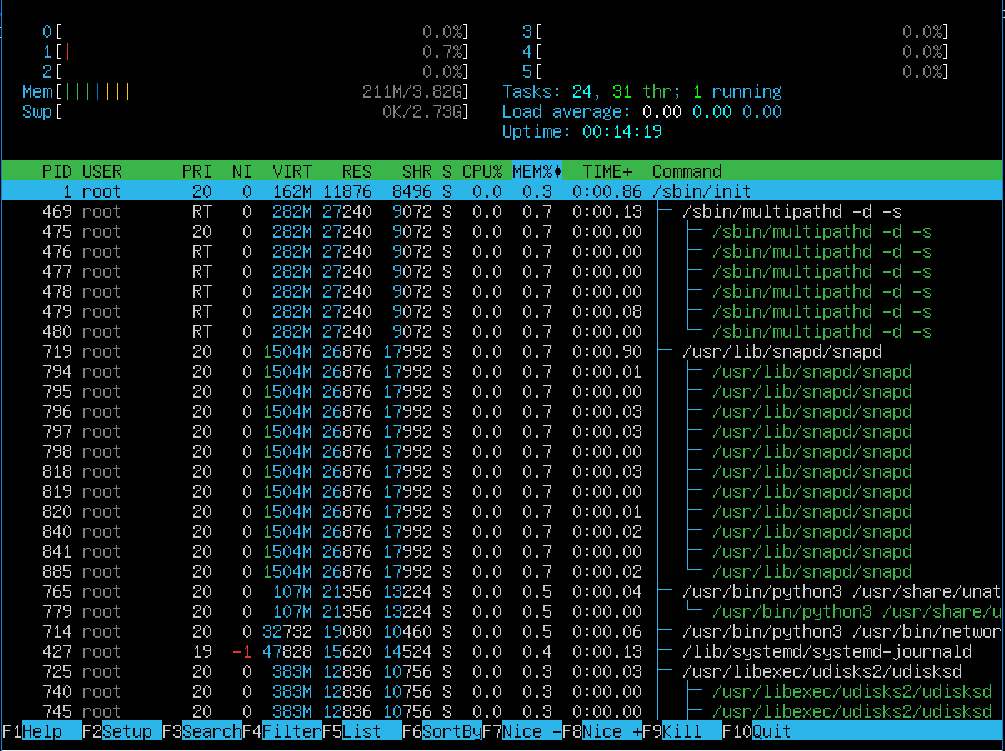 0[ 0.0%] 3[ 0.0%]
1[| 0.7%] 4[ 0.0%]
2[ 0.0%] 5[ 0.0%]
Mem[||||||| 211M/3.82G] Tasks: 24, 31 thr; 1 running
Swp[ 0K/2.73G] Load average: 0.00 0.00 0.00
Uptime: 00:14:19
PID USER PRI NI VIRT RES SHR S CPU% MEM% TIME+ Command
1 root 20 0 162M 11876 8496 S 0.0 0.3 0:00.86 /sbin/init
469 root RT 0 282M 27240 9072 S 0.0 0.7 0:00.13 ├─ /sbin/multipathd -d -s
475 root 20 0 282M 27240 9072 S 0.0 0.7 0:00.00 │ ├─ /sbin/multipathd -d -s
476 root RT 0 282M 27240 9072 S 0.0 0.7 0:00.00 │ ├─ /sbin/multipathd -d -s
477 root RT 0 282M 27240 9072 S 0.0 0.7 0:00.00 │ ├─ /sbin/multipathd -d -s
478 root RT 0 282M 27240 9072 S 0.0 0.7 0:00.00 │ ├─ /sbin/multipathd -d -s
479 root RT 0 282M 27240 9072 S 0.0 0.7 0:00.08 │ ├─ /sbin/multipathd -d -s
480 root RT 0 282M 27240 9072 S 0.0 0.7 0:00.00 │ └─ /sbin/multipathd -d -s
719 root 20 0 1504M 26876 17992 S 0.0 0.7 0:00.90 ├─ /usr/lib/snapd/snapd
794 root 20 0 1504M 26876 17992 S 0.0 0.7 0:00.01 │ ├─ /usr/lib/snapd/snapd
795 root 20 0 1504M 26876 17992 S 0.0 0.7 0:00.00 │ ├─ /usr/lib/snapd/snapd
796 root 20 0 1504M 26876 17992 S 0.0 0.7 0:00.03 │ ├─ /usr/lib/snapd/snapd
797 root 20 0 1504M 26876 17992 S 0.0 0.7 0:00.03 │ ├─ /usr/lib/snapd/snapd
798 root 20 0 1504M 26876 17992 S 0.0 0.7 0:00.00 │ ├─ /usr/lib/snapd/snapd
818 root 20 0 1504M 26876 17992 S 0.0 0.7 0:00.03 │ ├─ /usr/lib/snapd/snapd
819 root 20 0 1504M 26876 17992 S 0.0 0.7 0:00.00 │ ├─ /usr/lib/snapd/snapd
820 root 20 0 1504M 26876 17992 S 0.0 0.7 0:00.01 │ ├─ /usr/lib/snapd/snapd
840 root 20 0 1504M 26876 17992 S 0.0 0.7 0:00.02 │ ├─ /usr/lib/snapd/snapd
841 root 20 0 1504M 26876 17992 S 0.0 0.7 0:00.00 │ ├─ /usr/lib/snapd/snapd
885 root 20 0 1504M 26876 17992 S 0.0 0.7 0:00.02 │ └─ /usr/lib/snapd/snapd
765 root 20 0 107M 21356 13224 S 0.0 0.5 0:00.04 ├─ /usr/bin/python3 /usr/share/unat
779 root 20 0 107M 21356 13224 S 0.0 0.5 0:00.00 │ └─ /usr/bin/python3 /usr/share/u
714 root 20 0 32732 19080 10460 S 0.0 0.5 0:00.06 ├─ /usr/bin/python3 /usr/bin/networ
427 root 19 -1 47828 15620 14524 S 0.0 0.4 0:00.13 ├─ /lib/systemd/systemd-journald
725 root 20 0 383M 12836 10756 S 0.0 0.3 0:00.03 ├─ /usr/libexec/udisks2/udisksd
740 root 20 0 383M 12836 10756 S 0.0 0.3 0:00.00 │ ├─ /usr/libexec/udisks2/udisksd
745 root 20 0 383M 12836 10756 S 0.0 0.3 0:00.00 │ ├─ /usr/libexec/udisks2/udisksd
F1Help F2Setup F3SearchF4FilterF5List F6SortByF7Nice -F8Nice +F9Kill F10Quit